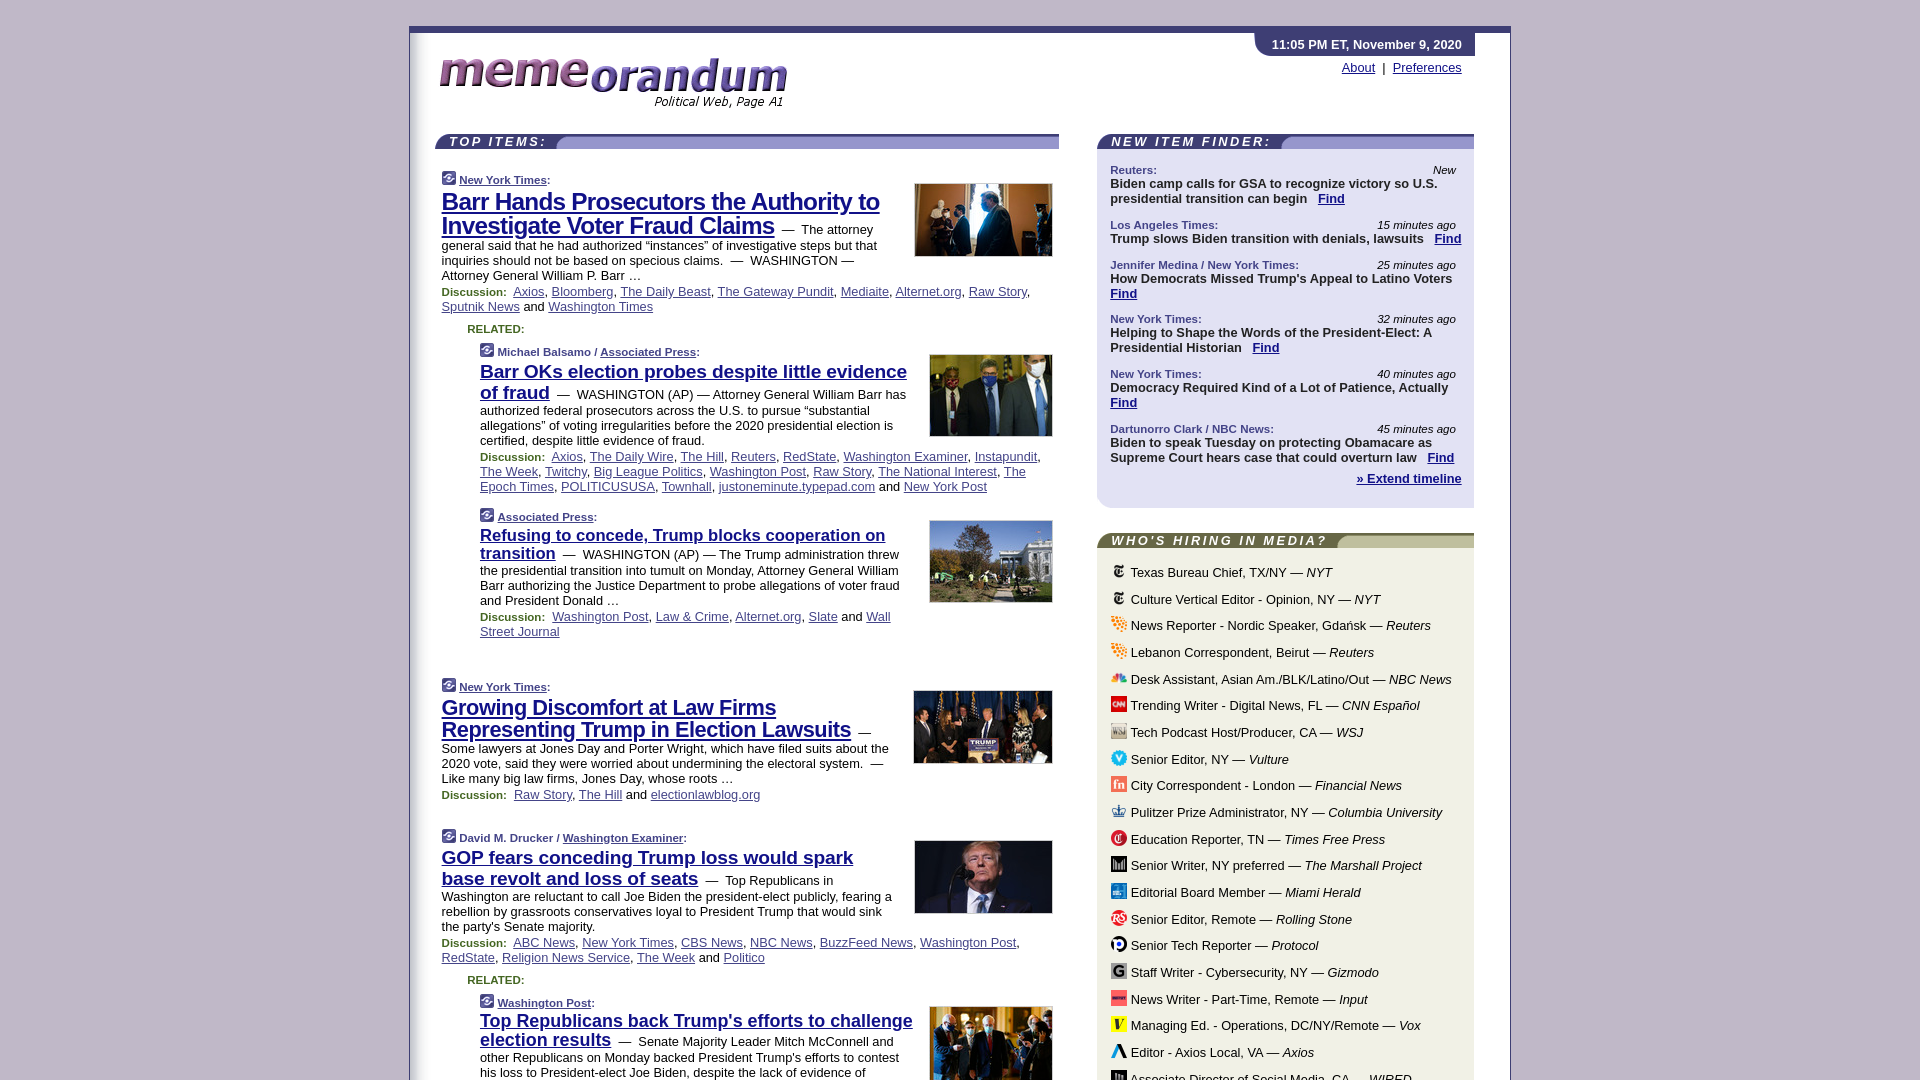 11:05 PM ET, November 9, 2020
About | Preferences
memeorandum
Political Web, Page A1
TOP ITEMS:
New York Times:
Barr Hands Prosecutors the Authority to
Investigate Voter Fraud Claims — The attorney
general said that he had authorized “instances” of investigative steps but that
inquiries should not be based on specious claims. — WASHINGTON —
Attorney General William P. Barr …
Discussion: Axios, Bloomberg, The Daily Beast, The Gateway Pundit, Mediaite, Alternet.org, Raw Story,
Sputnik News and Washington Times
RELATED:
Michael Balsamo / Associated Press:
Barr OKs election probes despite little evidence
of fraud — WASHINGTON (AP) — Attorney General William Barr has
authorized federal prosecutors across the U.S. to pursue “substantial
allegations” of voting irregularities before the 2020 presidential election is
certified, despite little evidence of fraud.
Discussion: Axios, The Daily Wire, The Hill, Reuters, RedState, Washington Examiner, Instapundit,
The Week, Twitchy, Big League Politics, Washington Post, Raw Story, The National Interest, The
Epoch Times, POLITICUSUSA, Townhall, justoneminute.typepad.com and New York Post
Associated Press:
Refusing to concede, Trump blocks cooperation on
transition — WASHINGTON (AP) — The Trump administration threw
the presidential transition into tumult on Monday, Attorney General William
Barr authorizing the Justice Department to probe allegations of voter fraud
and President Donald …
Discussion: Washington Post, Law & Crime, Alternet.org, Slate and Wall
Street Journal
New York Times:
Growing Discomfort at Law Firms
Representing Trump in Election Lawsuits —
Some lawyers at Jones Day and Porter Wright, which have filed suits about the
2020 vote, said they were worried about undermining the electoral system. —
Like many big law firms, Jones Day, whose roots …
TRUMP
Discussion: Raw Story, The Hill and electionlawblog.org
David M. Drucker / Washington Examiner:
GOP fears conceding Trump loss would spark
base revolt and loss of seats — Top Republicans in
Washington are reluctant to call Joe Biden the president-elect publicly, fearing a
rebellion by grassroots conservatives loyal to President Trump that would sink
the party's Senate majority.
Discussion: ABC News, New York Times, CBS News, NBC News, BuzzFeed News, Washington Post,
RedState, Religion News Service, The Week and Politico
RELATED:
Washington Post:
Top Republicans back Trump's efforts to challenge
election results — Senate Majority Leader Mitch McConnell and
other Republicans on Monday backed President Trump's efforts to contest
his loss to President-elect Joe Biden, despite the lack of evidence of
NEW ITEM FINDER:
Reuters: New
Biden camp calls for GSA to recognize victory so U.S.
presidential transition can begin Find
Los Angeles Times: 15 minutes ago
Trump slows Biden transition with denials, lawsuits Find
Jennifer Medina / New York Times: 25 minutes ago
How Democrats Missed Trump's Appeal to Latino Voters
Find
New York Times: 32 minutes ago
Helping to Shape the Words of the President-Elect: A
Presidential Historian Find
New York Times: 40 minutes ago
Democracy Required Kind of a Lot of Patience, Actually
Find
Dartunorro Clark / NBC News: 45 minutes ago
Biden to speak Tuesday on protecting Obamacare as
Supreme Court hears case that could overturn law Find
» Extend timeline
WHO'S HIRING IN MEDIA?
Texas Bureau Chief, TX/NY — NYT
Culture Vertical Editor - Opinion, NY — NYT
News Reporter - Nordic Speaker, Gdańsk — Reuters
Lebanon Correspondent, Beirut — Reuters
Desk Assistant, Asian Am./BLK/Latino/Out — NBC News
CNN Trending Writer - Digital News, FL — CNN Español
WSJ Tech Podcast Host/Producer, CA — WSJ
Senior Editor, NY — Vulture
fn City Correspondent - London — Financial News
Pulitzer Prize Administrator, NY — Columbia University
Education Reporter, TN — Times Free Press
Senior Writer, NY preferred — The Marshall Project
Editorial Board Member — Miami Herald
RS Senior Editor, Remote — Rolling Stone
Senior Tech Reporter — Protocol
G Staff Writer - Cybersecurity, NY — Gizmodo
News Writer - Part-Time, Remote — Input
Managing Ed. - Operations, DC/NY/Remote — Vox
Editor - Axios Local, VA — Axios
Associate Director of Social Media, CA — WIRED